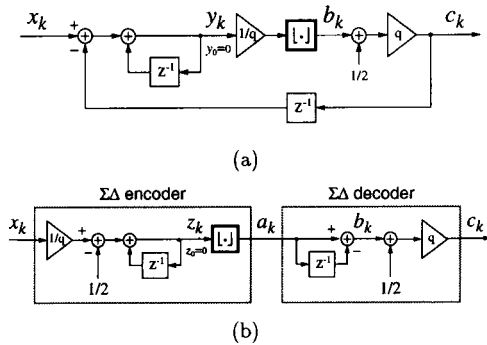 x_k + − + + y_k y_0=0 1/q ⌊·⌋ b_k 1/2 q c_k
z⁻¹
z⁻¹
(a)
ΣΔ encoder ΣΔ decoder
x_k 1/q + − + + z_k z_0=0 ⌊·⌋ a_k + − b_k + q c_k
z⁻¹ z⁻¹
1/2 1/2
(b)